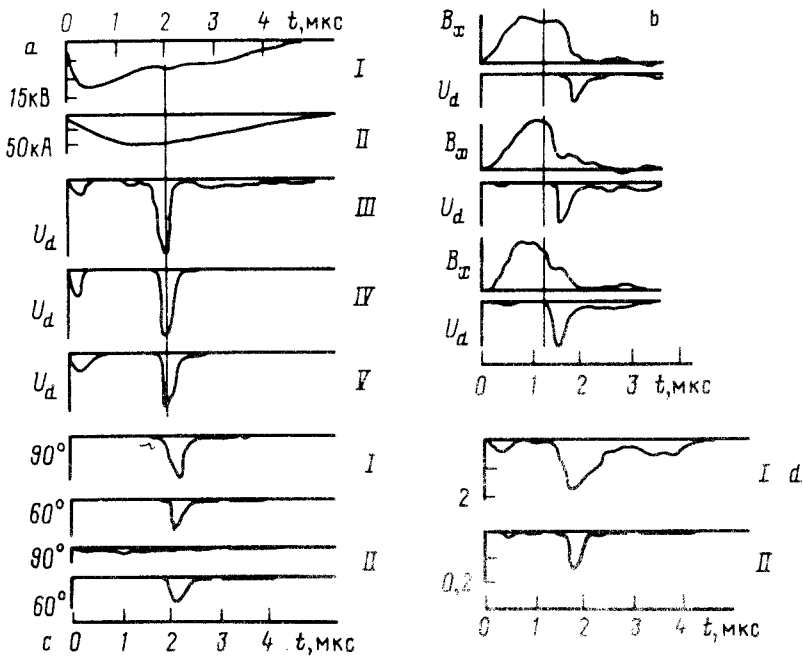 0 1 2 3 4 t,мкс
a
I
15кВ
II
50кА
III
U_d
IV
U_d
V
U_d
90°
I
60°
90°
II
60°
c 0 1 2 3 4 t,мкс
b
B_x
U_d
B_x
U_d
B_x
U_d
0 1 2 3 t,мкс
I d
2
II
0,2
0 1 2 3 4 t,мкс